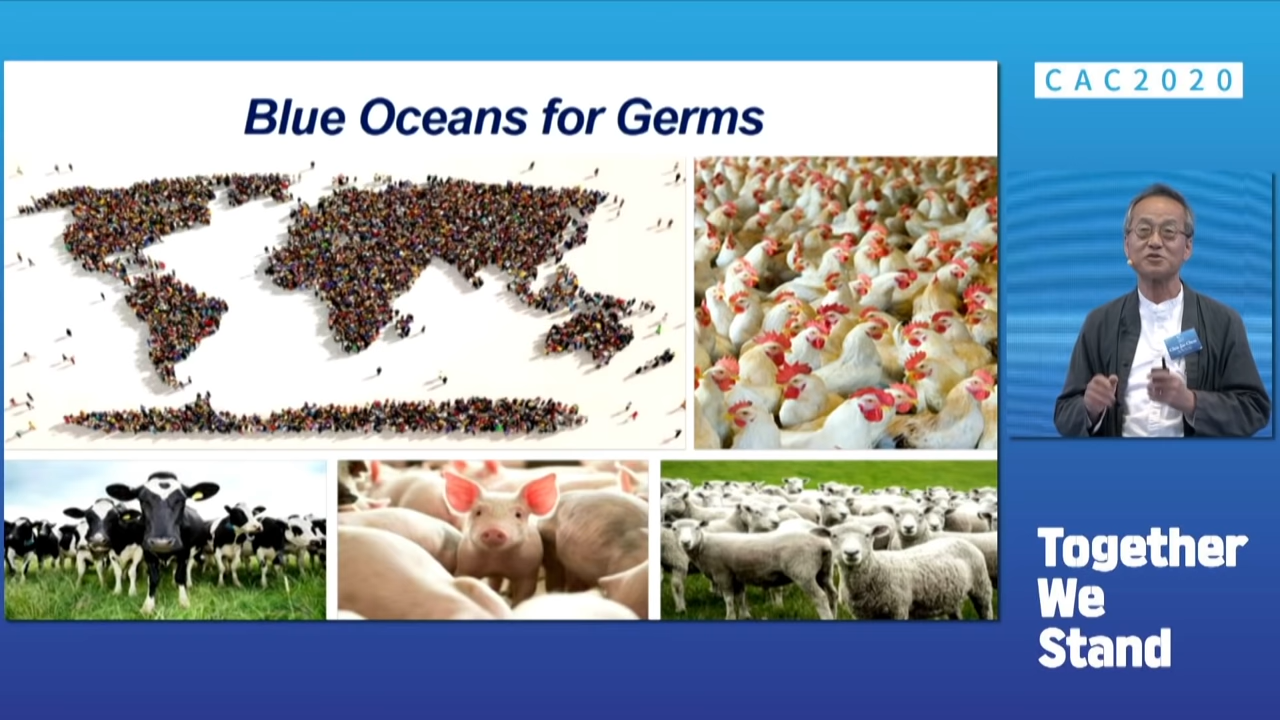 Blue Oceans for Germs
CAC2020
Together
We
Stand